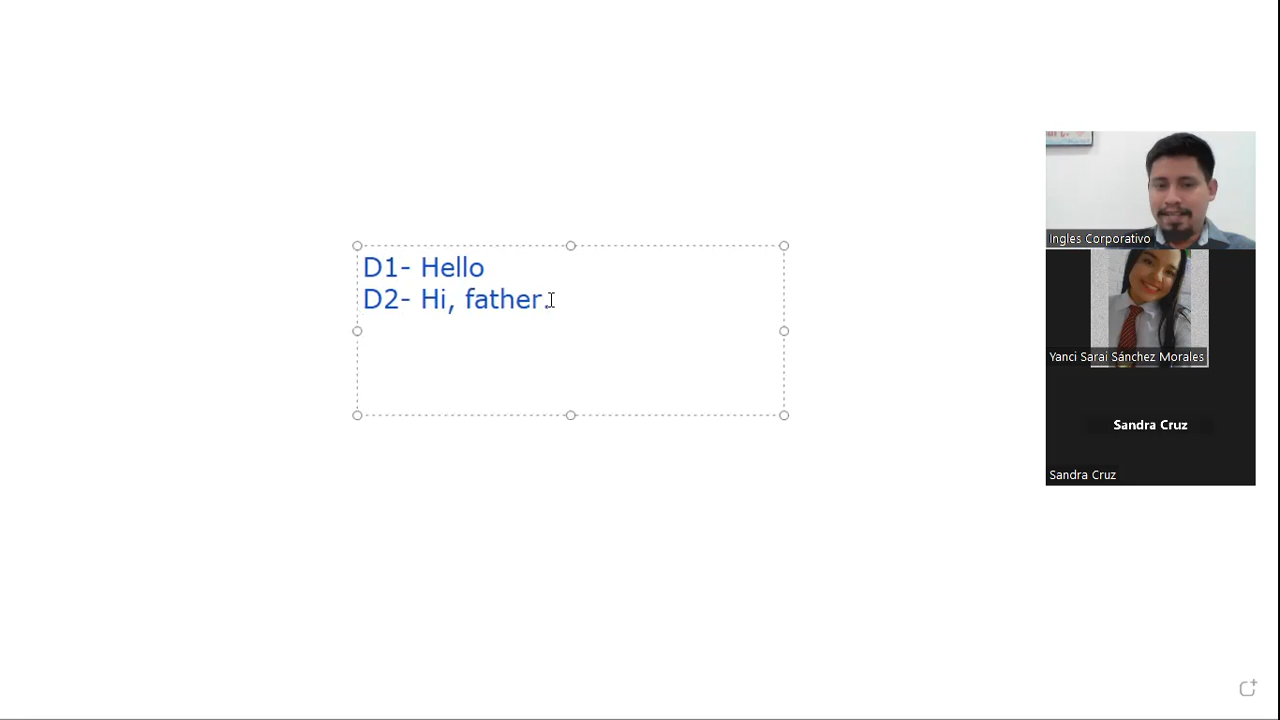 D1- Hello
D2- Hi, father.
Ingles Corporativo
Yanci Sarai Sánchez Morales
Sandra Cruz
Sandra Cruz